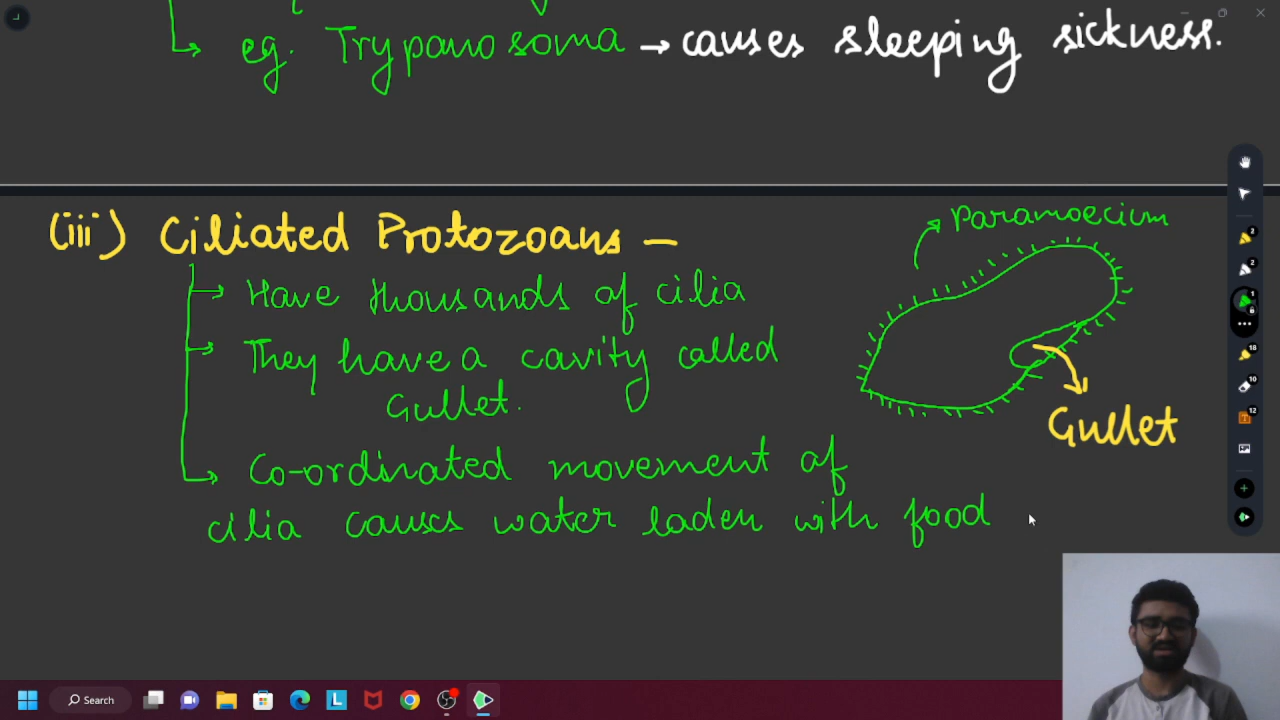 eg. Trypanosoma → causes sleeping sickness.
(iii) Ciliated Protozoans –
Paramoecium
→ Have thousands of cilia
→ They have a cavity called
Gullet.
Gullet
→ Co-ordinated movement of
cilia causes water laden with food
Search